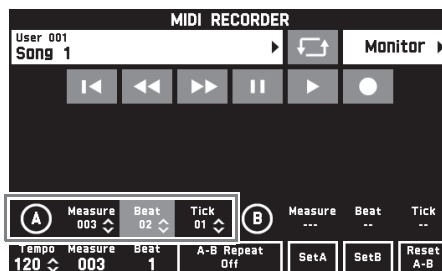 MIDI RECORDER
User 001
Song 1
Monitor
A Measure Beat Tick B Measure Beat Tick
003 02 01 --- -- --
Tempo Measure Beat A-B Repeat SetA SetB Reset
120 003 1 Off A-B